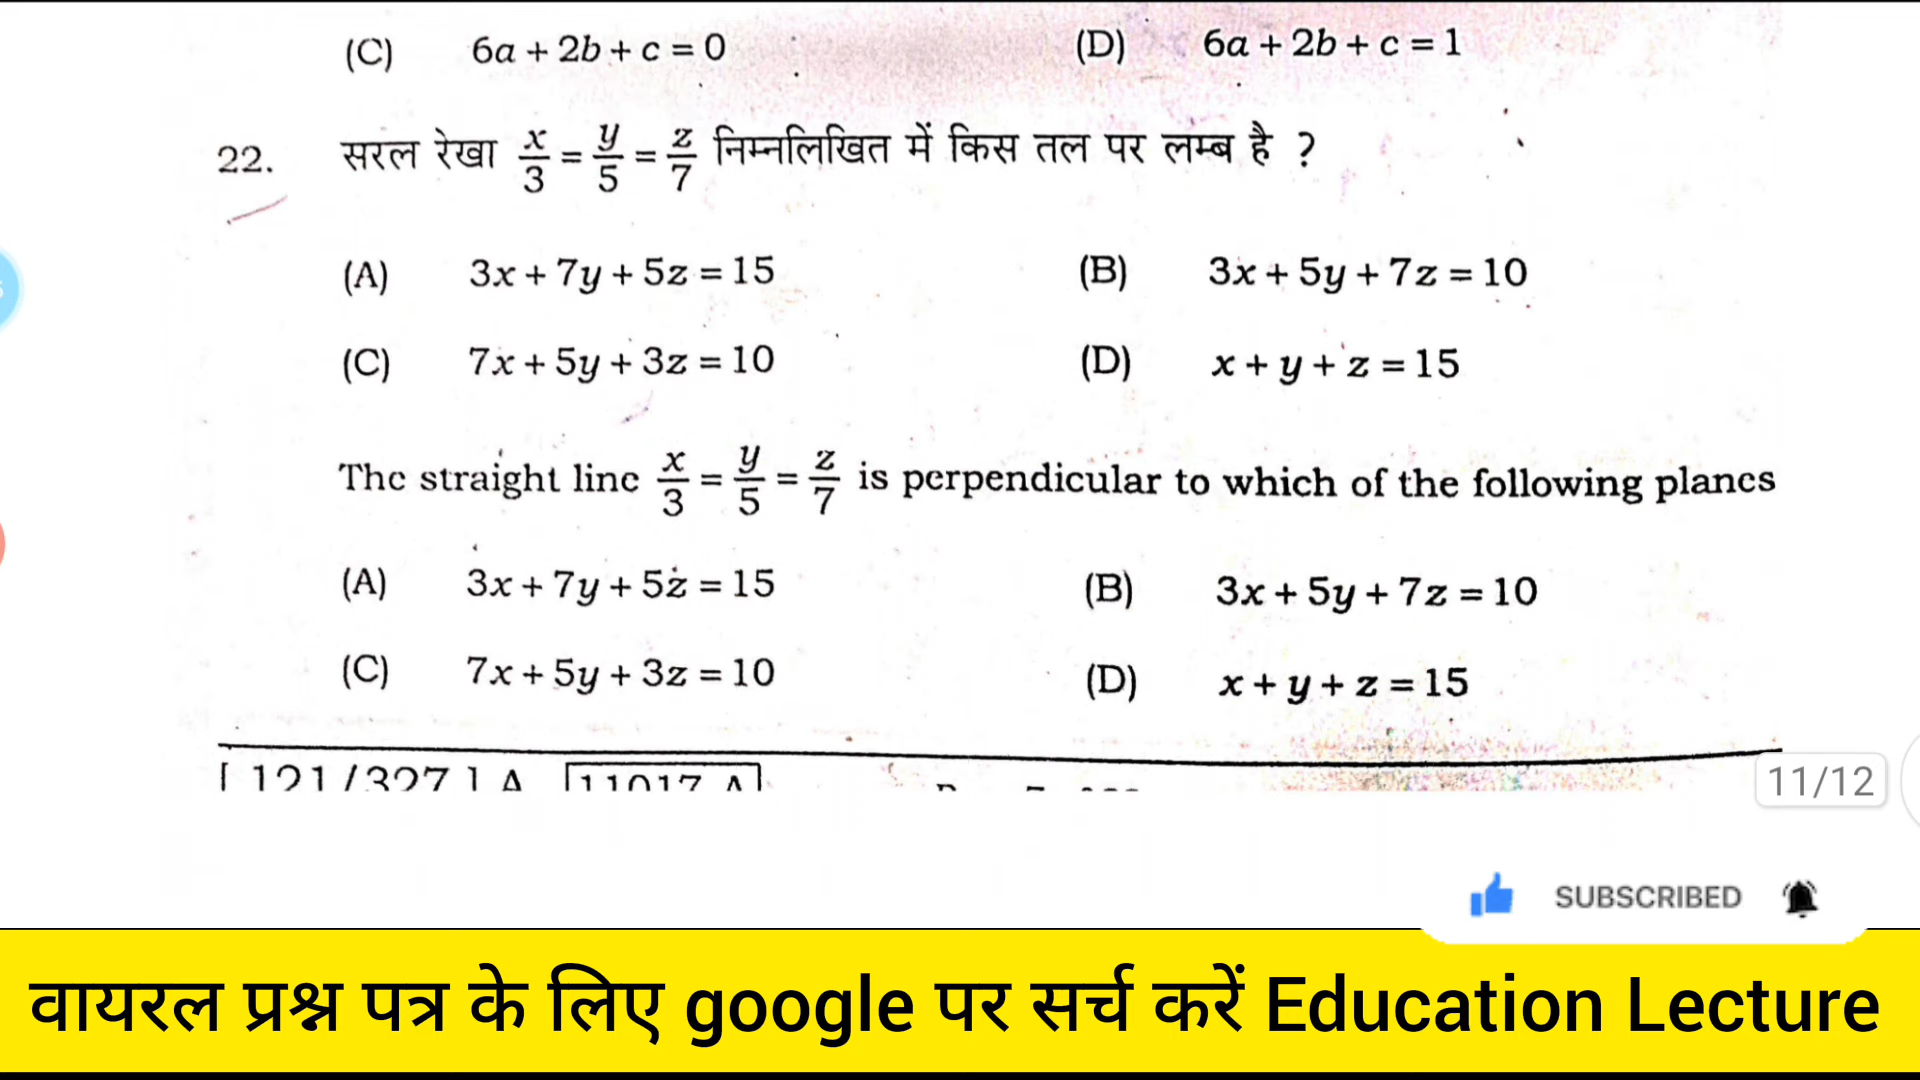 (C) 6a + 2b + c = 0 (D) 6a + 2b + c = 1
22. सरल रेखा x/3 = y/5 = z/7 निम्नलिखित में किस तल पर लम्ब है ?
(A) 3x + 7y + 5z = 15 (B) 3x + 5y + 7z = 10
(C) 7x + 5y + 3z = 10 (D) x + y + z = 15
The straight line x/3 = y/5 = z/7 is perpendicular to which of the following planes
(A) 3x + 7y + 5z = 15 (B) 3x + 5y + 7z = 10
(C) 7x + 5y + 3z = 10 (D) x + y + z = 15
[ 121/327 ] A 11017 A
11/12
SUBSCRIBED
वायरल प्रश्न पत्र के लिए google पर सर्च करें Education Lecture